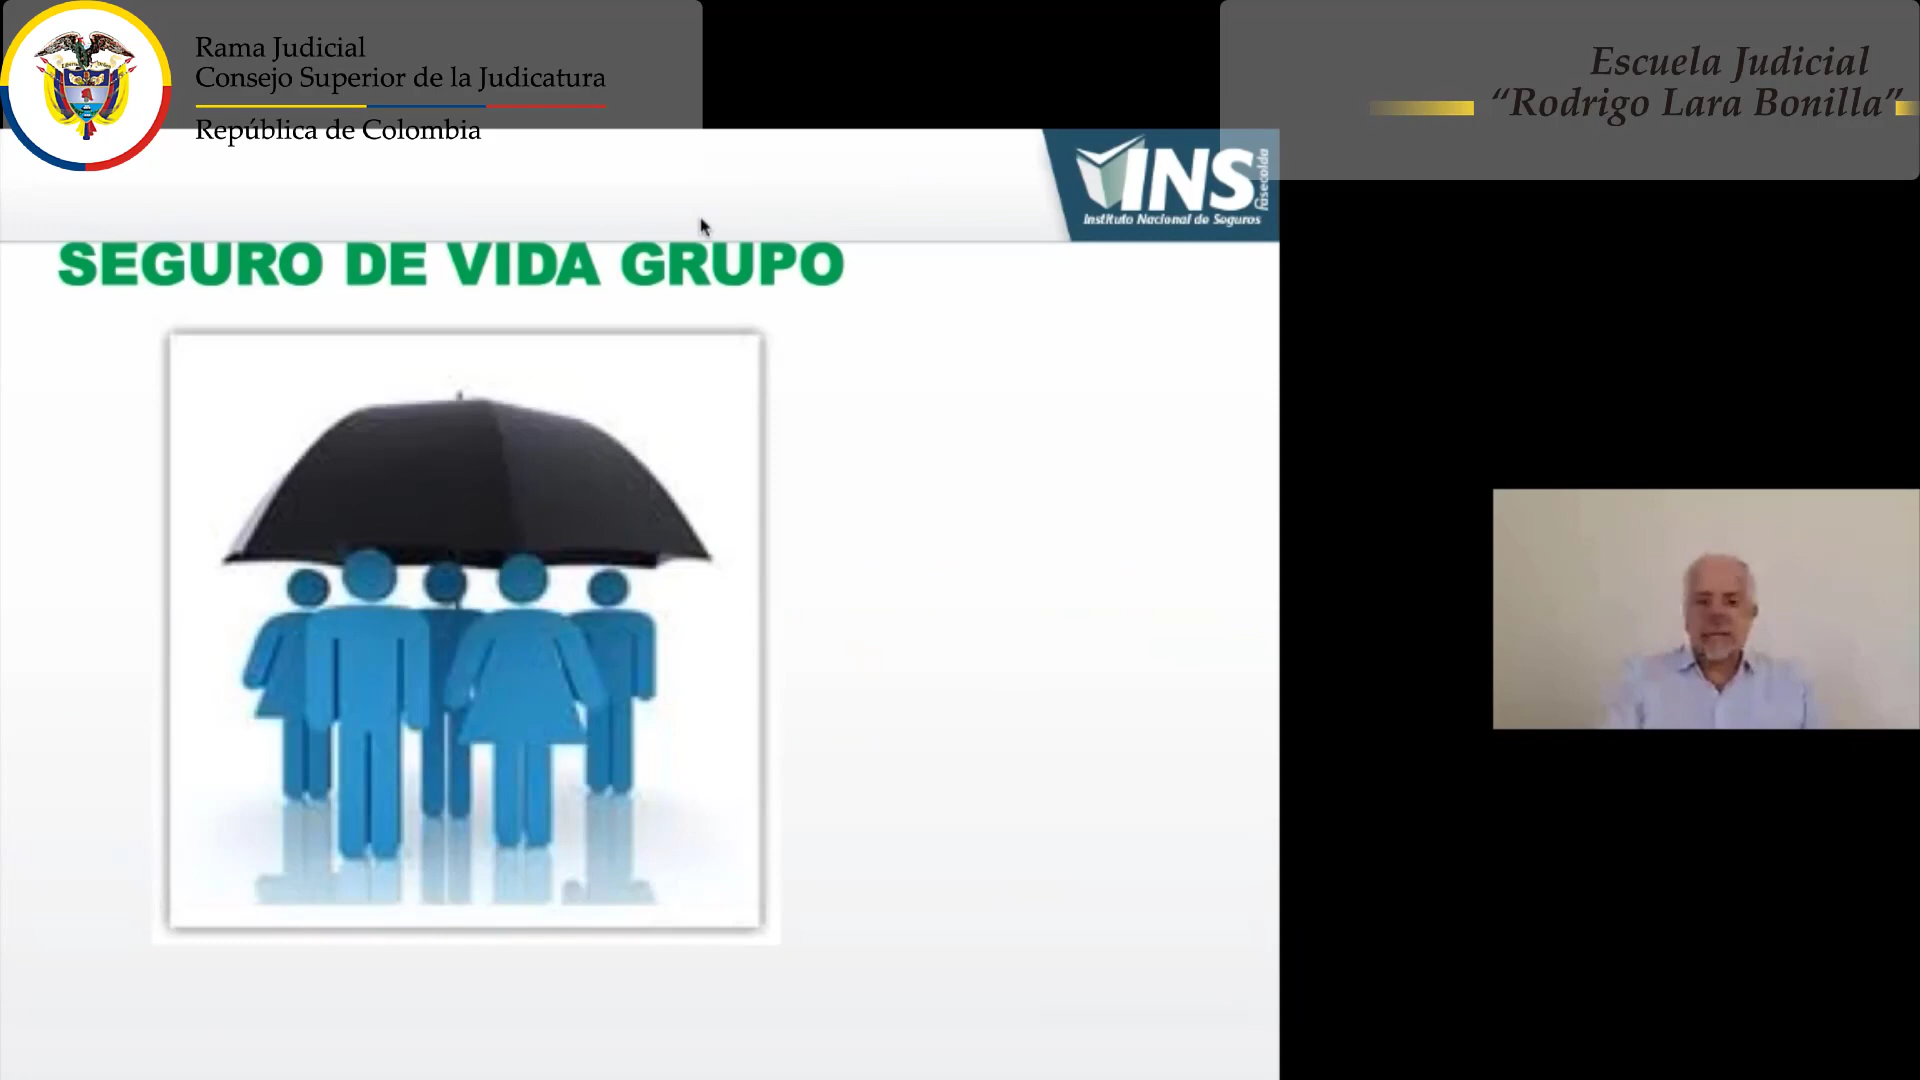 Rama Judicial
Consejo Superior de la Judicatura
República de Colombia
Escuela Judicial
“Rodrigo Lara Bonilla”
INS
fasecolda
Instituto Nacional de Seguros
SEGURO DE VIDA GRUPO